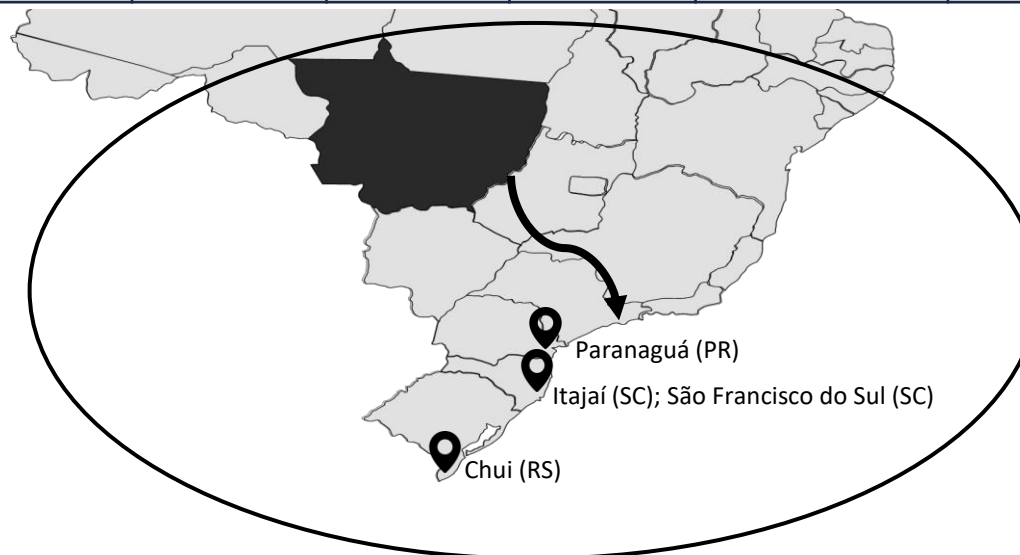 Paranaguá (PR)
Itajaí (SC); São Francisco do Sul (SC)
Chui (RS)